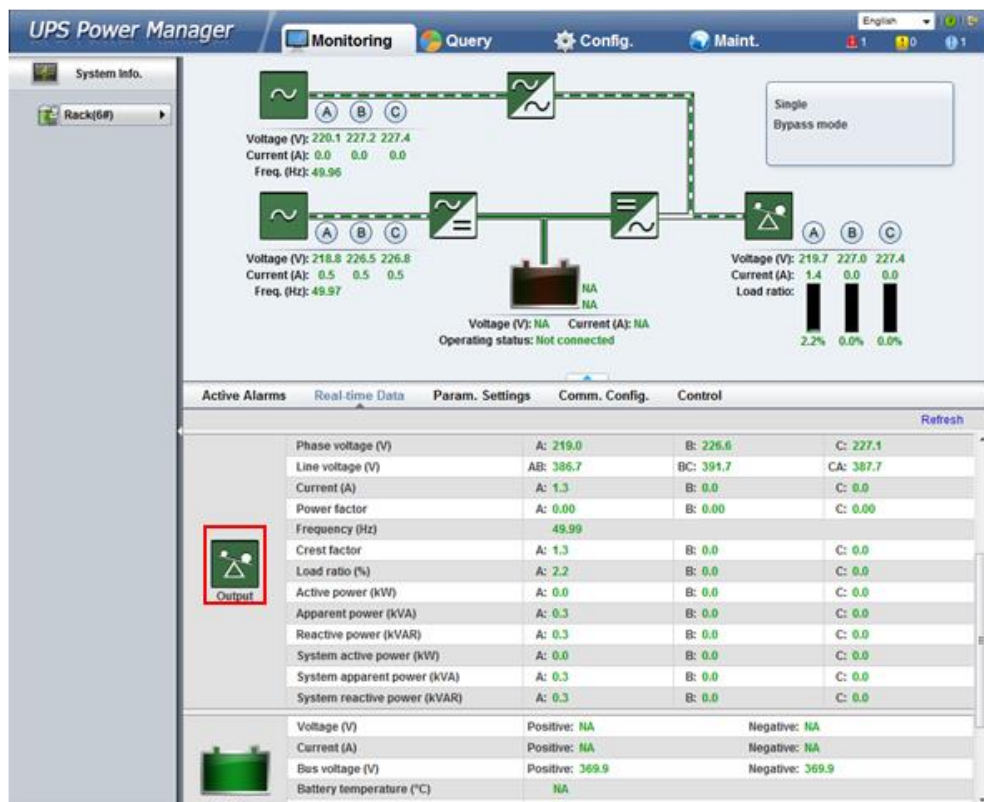 UPS Power Manager
Monitoring
Query
Config.
Maint.
English
1
0
1
System Info.
Rack(6#)
A B C
Voltage (V): 220.1 227.2 227.4
Current (A): 0.0 0.0 0.0
Freq. (Hz): 49.96
Single
Bypass mode
A B C
Voltage (V): 218.8 226.5 226.8
Current (A): 0.5 0.5 0.5
Freq. (Hz): 49.97
NA
NA
Voltage (V): NA Current (A): NA
Operating status: Not connected
A B C
Voltage (V): 219.7 227.0 227.4
Current (A): 1.4 0.0 0.0
Load ratio:
2.2% 0.0% 0.0%
Active Alarms Real-time Data Param. Settings Comm. Config. Control
Refresh
Output
Phase voltage (V) A: 219.0 B: 226.6 C: 227.1
Line voltage (V) AB: 386.7 BC: 391.7 CA: 387.7
Current (A) A: 1.3 B: 0.0 C: 0.0
Power factor A: 0.00 B: 0.00 C: 0.00
Frequency (Hz) 49.99
Crest factor A: 1.3 B: 0.0 C: 0.0
Load ratio (%) A: 2.2 B: 0.0 C: 0.0
Active power (kW) A: 0.0 B: 0.0 C: 0.0
Apparent power (kVA) A: 0.3 B: 0.0 C: 0.0
Reactive power (kVAR) A: 0.3 B: 0.0 C: 0.0
System active power (kW) A: 0.0 B: 0.0 C: 0.0
System apparent power (kVA) A: 0.3 B: 0.0 C: 0.0
System reactive power (kVAR) A: 0.3 B: 0.0 C: 0.0
Voltage (V) Positive: NA Negative: NA
Current (A) Positive: NA Negative: NA
Bus voltage (V) Positive: 369.9 Negative: 369.9
Battery temperature (°C) NA